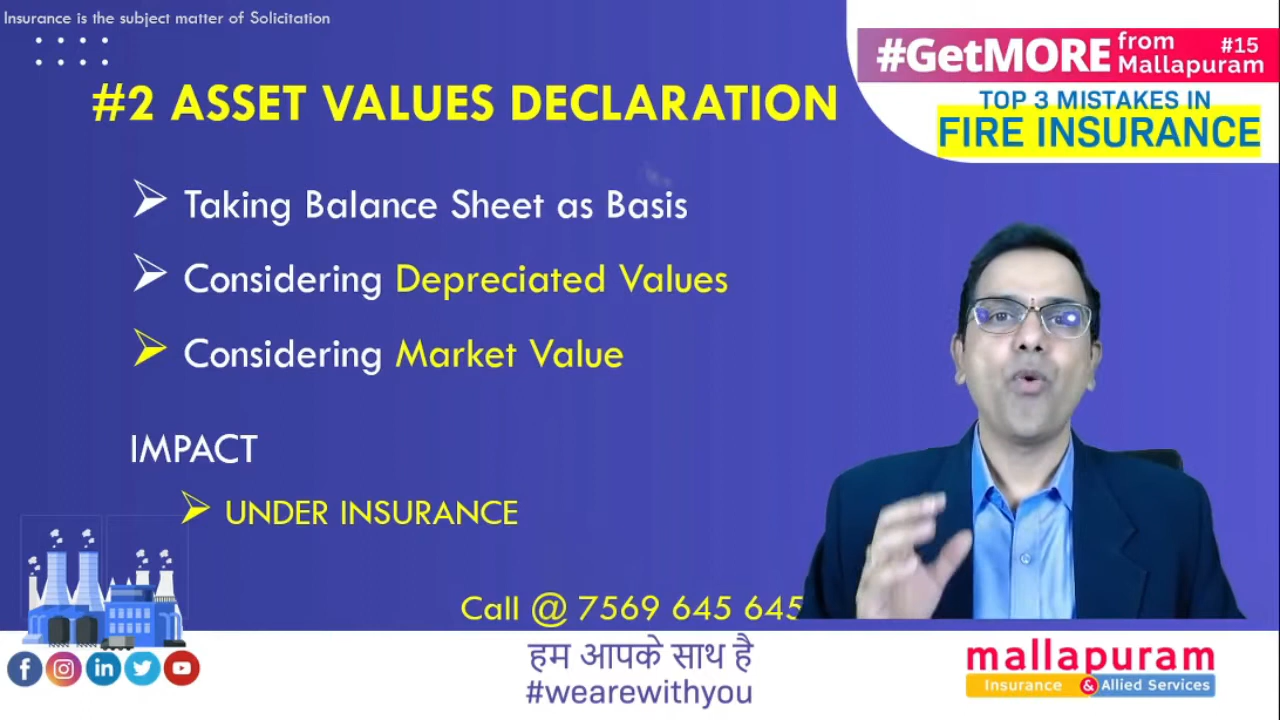 Insurance is the subject matter of Solicitation
#GetMORE from Mallapuram #15
TOP 3 MISTAKES IN
FIRE INSURANCE
#2 ASSET VALUES DECLARATION
Taking Balance Sheet as Basis
Considering Depreciated Values
Considering Market Value
IMPACT
UNDER INSURANCE
Call @ 7569 645 645
हम आपके साथ है
#wearewithyou
mallapuram
Insurance & Allied Services